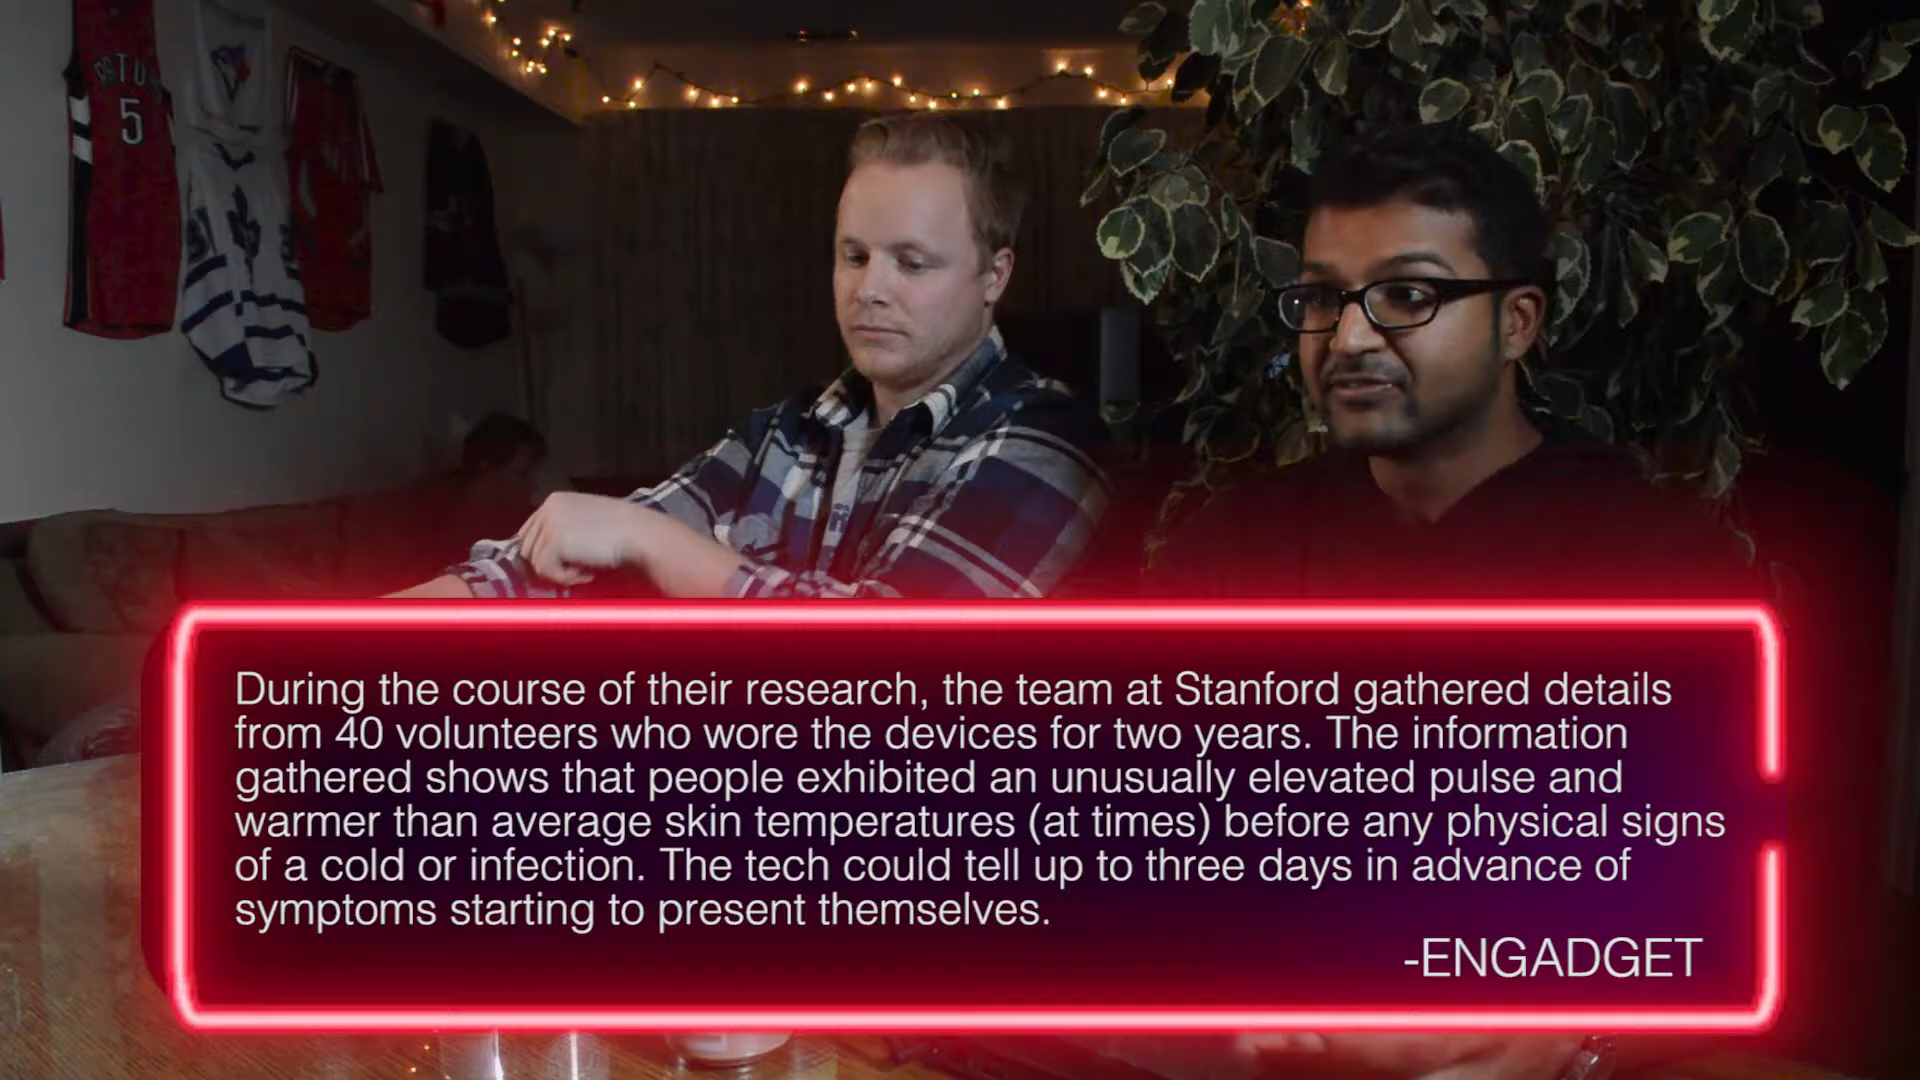 ARTU
5
During the course of their research, the team at Stanford gathered details
from 40 volunteers who wore the devices for two years. The information
gathered shows that people exhibited an unusually elevated pulse and
warmer than average skin temperatures (at times) before any physical signs
of a cold or infection. The tech could tell up to three days in advance of
symptoms starting to present themselves.
-ENGADGET